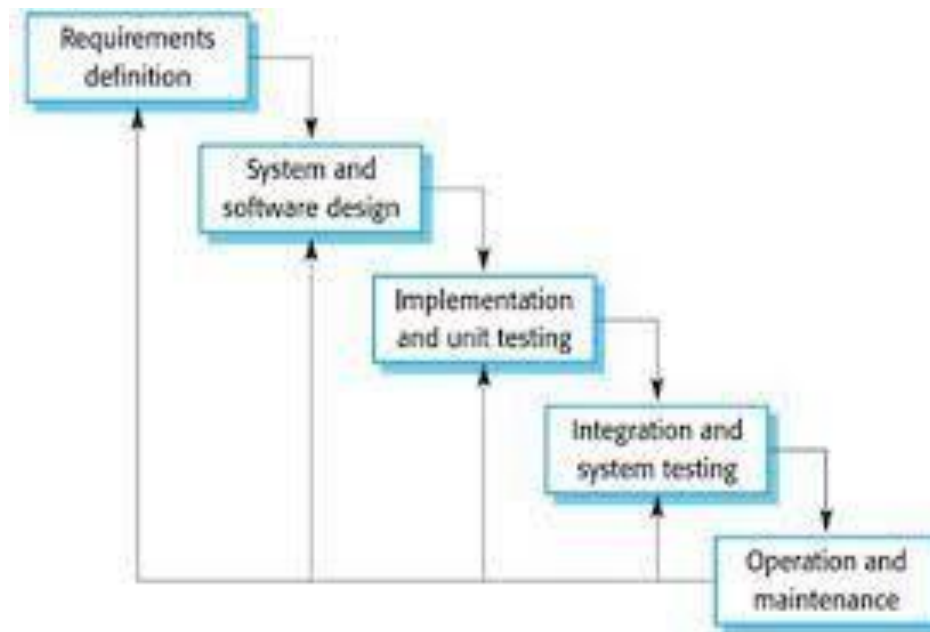 Requirements
definition
System and
software design
Implementation
and unit testing
Integration and
system testing
Operation and
maintenance